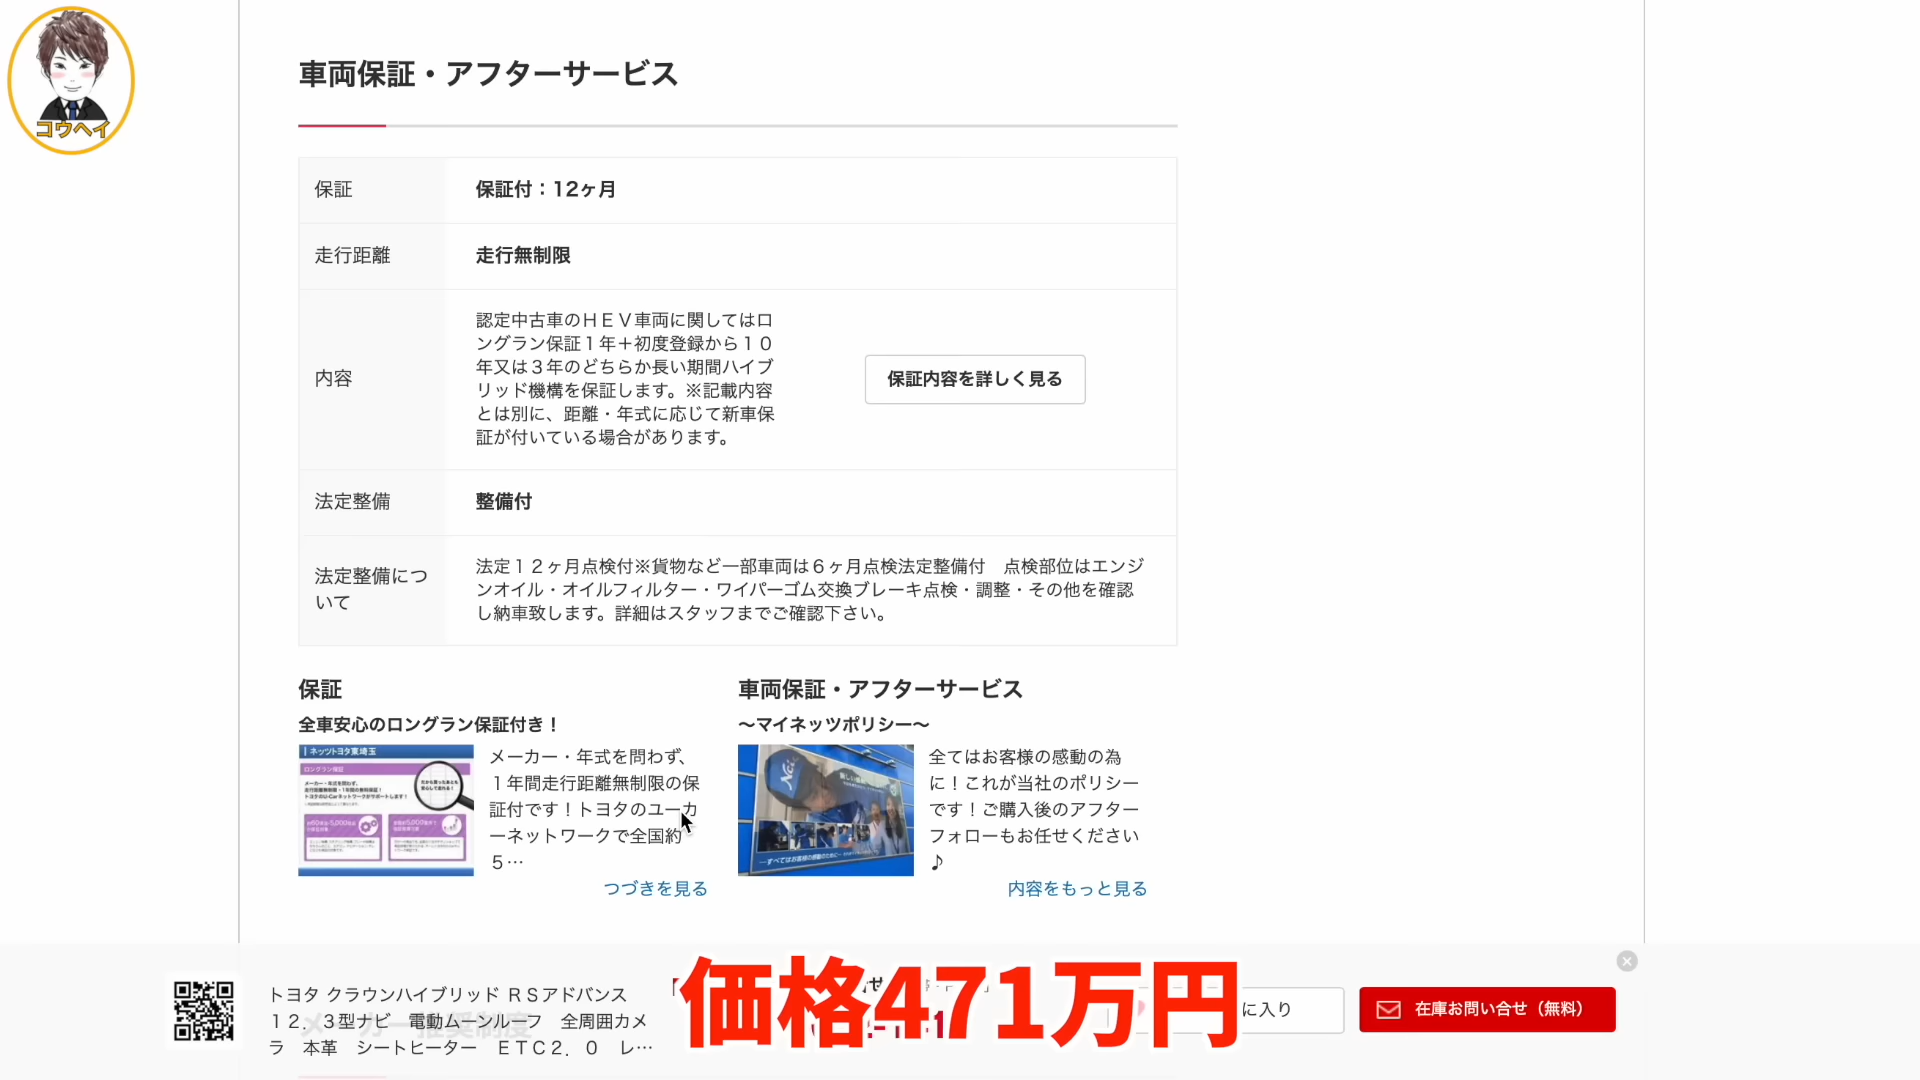 コウヘイ
車両保証・アフターサービス
保証
保証付：12ヶ月
走行距離
走行無制限
内容
認定中古車のＨＥＶ車両に関してはロ
ングラン保証１年＋初度登録から１０
年又は３年のどちらか長い期間ハイブ
リッド機構を保証します。※記載内容
とは別に、距離・年式に応じて新車保
証が付いている場合があります。
保証内容を詳しく見る
法定整備
整備付
法定整備につ
いて
法定１２ヶ月点検付※貨物など一部車両は６ヶ月点検法定整備付　点検部位はエンジ
ンオイル・オイルフィルター・ワイパーゴム交換ブレーキ点検・調整・その他を確認
し納車致します。詳細はスタッフまでご確認下さい。
保証
全車安心のロングラン保証付き！
ネッツトヨタ東埼玉
ロングラン保証
メーカー・年式を問わず、
１年間走行距離無制限の保
証付です！トヨタのユーカ
ーネットワークで全国約
５…
つづきを見る
車両保証・アフターサービス
〜マイネッツポリシー〜
全てはお客様の感動の為
に！これが当社のポリシー
です！ご購入後のアフター
フォローもお任せください
♪
内容をもっと見る
トヨタ クラウンハイブリッド ＲＳアドバンス
１２．３型ナビ　電動ムーンルーフ　全周囲カメ
ラ　本革　シートヒーター　ＥＴＣ２．０　レ…
価格471万円
に入り
在庫お問い合せ（無料）